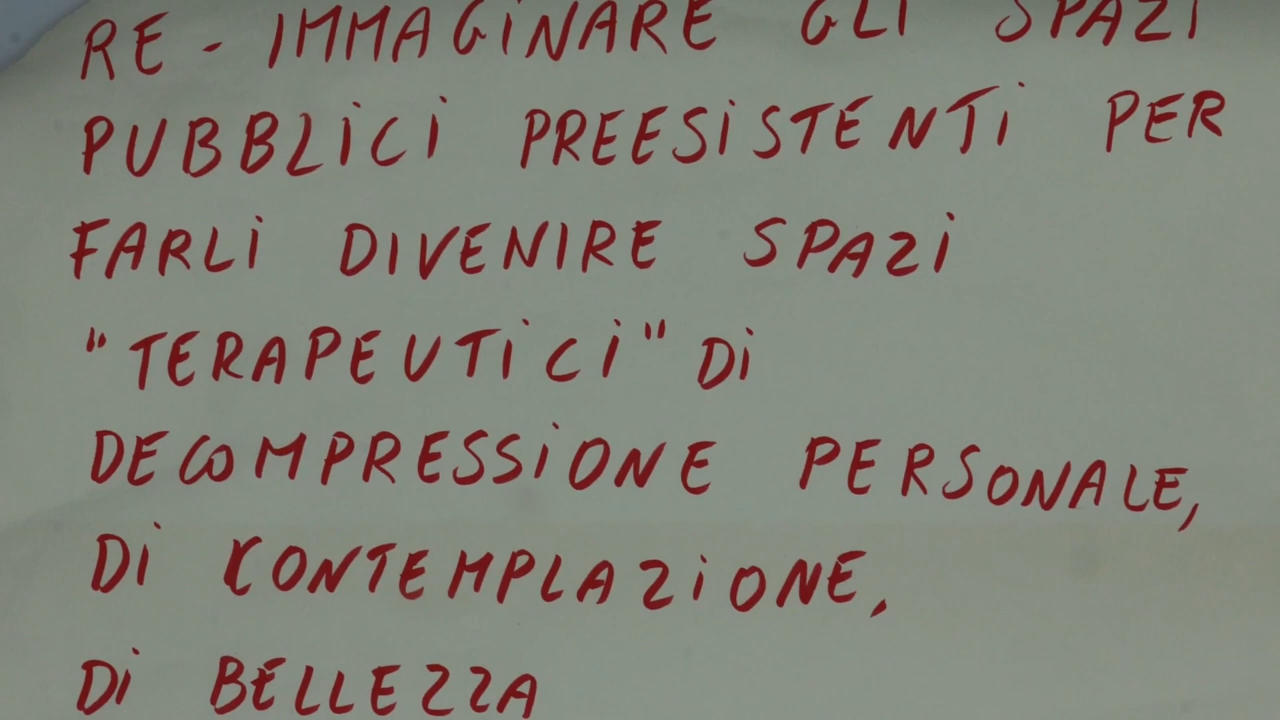 RE-IMMAGINARE GLI SPAZI
PUBBLICI PREESISTENTI PER
FARLI DIVENIRE SPAZI
"TERAPEUTICI" DI
DECOMPRESSIONE PERSONALE,
DI CONTEMPLAZIONE,
DI BELLEZZA